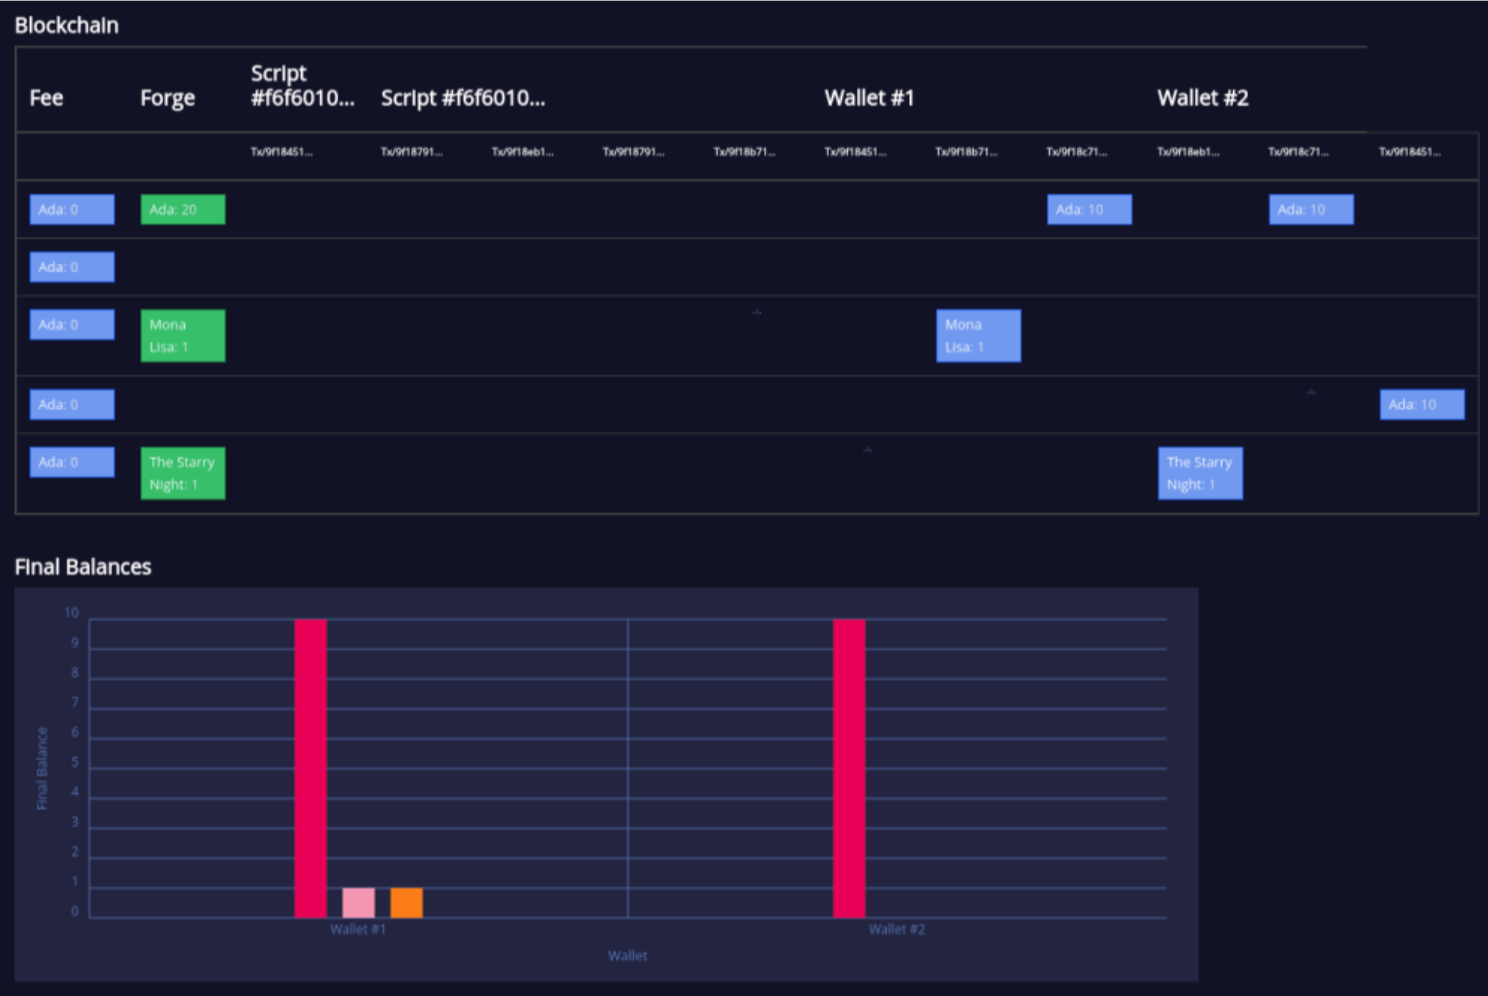 Blockchain
Fee Forge Script #f6f6010... Script #f6f6010... Wallet #1 Wallet #2
Tx/9f18451... Tx/9f18791... Tx/9f18eb1... Tx/9f18791... Tx/9f18b71... Tx/9f18451... Tx/9f18b71... Tx/9f18c71... Tx/9f18eb1... Tx/9f18c71... Tx/9f18451...
Ada: 0 Ada: 20 Ada: 10 Ada: 10
Ada: 0
Ada: 0 Mona Lisa: 1 Mona Lisa: 1
Ada: 0 Ada: 10
Ada: 0 The Starry Night: 1 The Starry Night: 1
Final Balances
Final Balance
10
9
8
7
6
5
4
3
2
1
0
Wallet #1 Wallet #2
Wallet